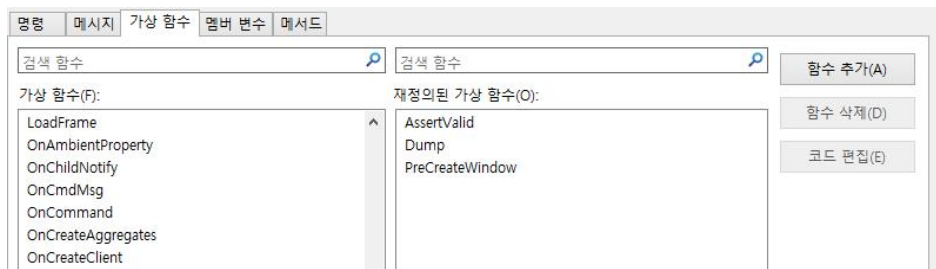 명령 메시지 가상 함수 멤버 변수 메서드
검색 함수 검색 함수 함수 추가(A)
가상 함수(F): 재정의된 가상 함수(O):
LoadFrame AssertValid 함수 삭제(D)
OnAmbientProperty Dump
OnChildNotify PreCreateWindow 코드 편집(E)
OnCmdMsg
OnCommand
OnCreateAggregates
OnCreateClient